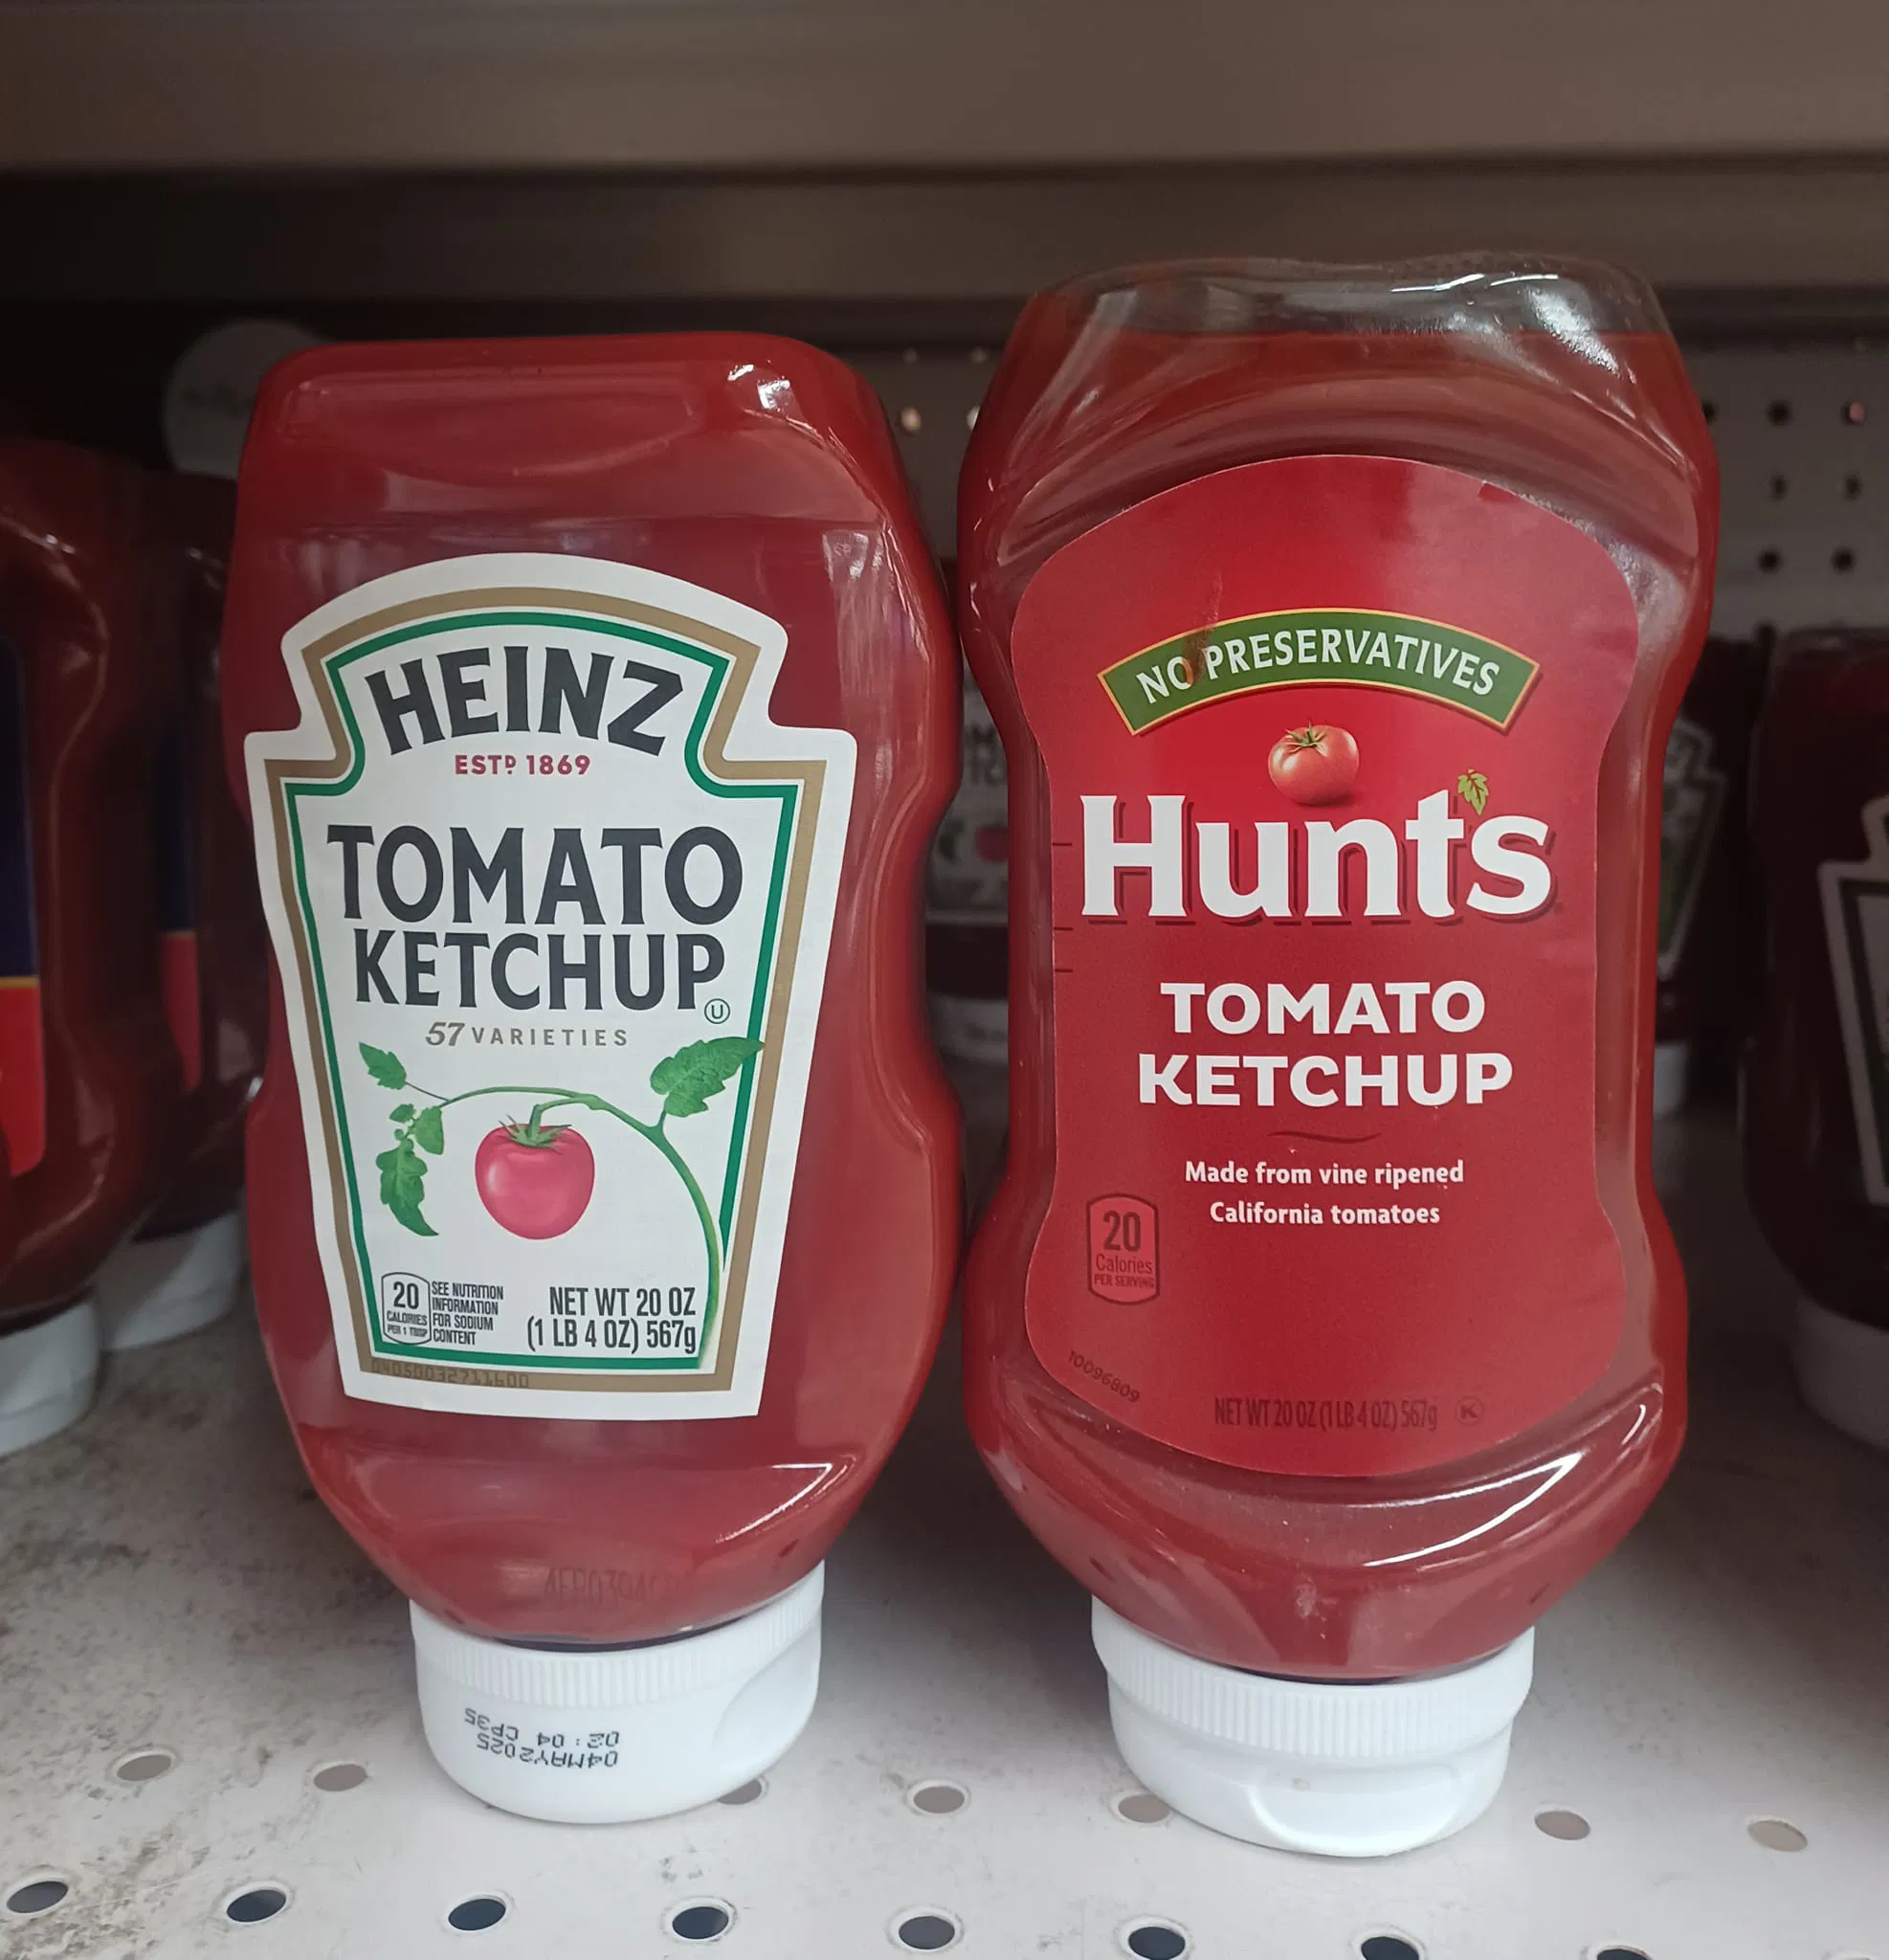 HEINZ
ESTD 1869
TOMATO
KETCHUP
U
57 VARIETIES
20
CALORIES
PER 1 TBSP
SEE NUTRITION
INFORMATION
FOR SODIUM
CONTENT
NET WT 20 OZ
(1 LB 4 OZ) 567g
04MAY2025
02:04 CP35
NO PRESERVATIVES
Hunt's
TOMATO
KETCHUP
Made from vine ripened
California tomatoes
20
Calories
PER SERVING
10096809
NET WT 20 OZ (1 LB 4 OZ) 567g K